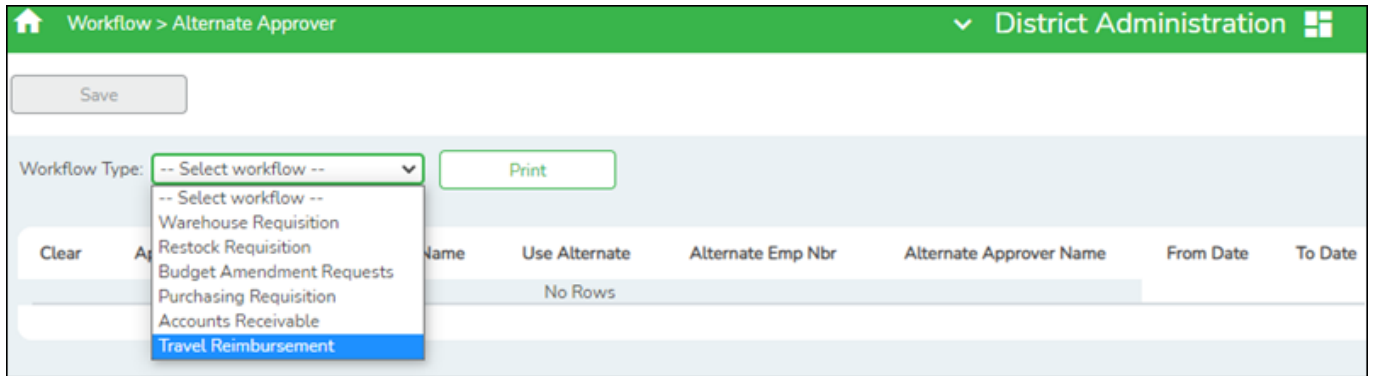 Workflow > Alternate Approver
District Administration
Save
Workflow Type:
-- Select workflow --
Print
-- Select workflow --
Warehouse Requisition
Restock Requisition
Budget Amendment Requests
Purchasing Requisition
Accounts Receivable
Travel Reimbursement
Clear
Name
Use Alternate
Alternate Emp Nbr
Alternate Approver Name
From Date
To Date
No Rows